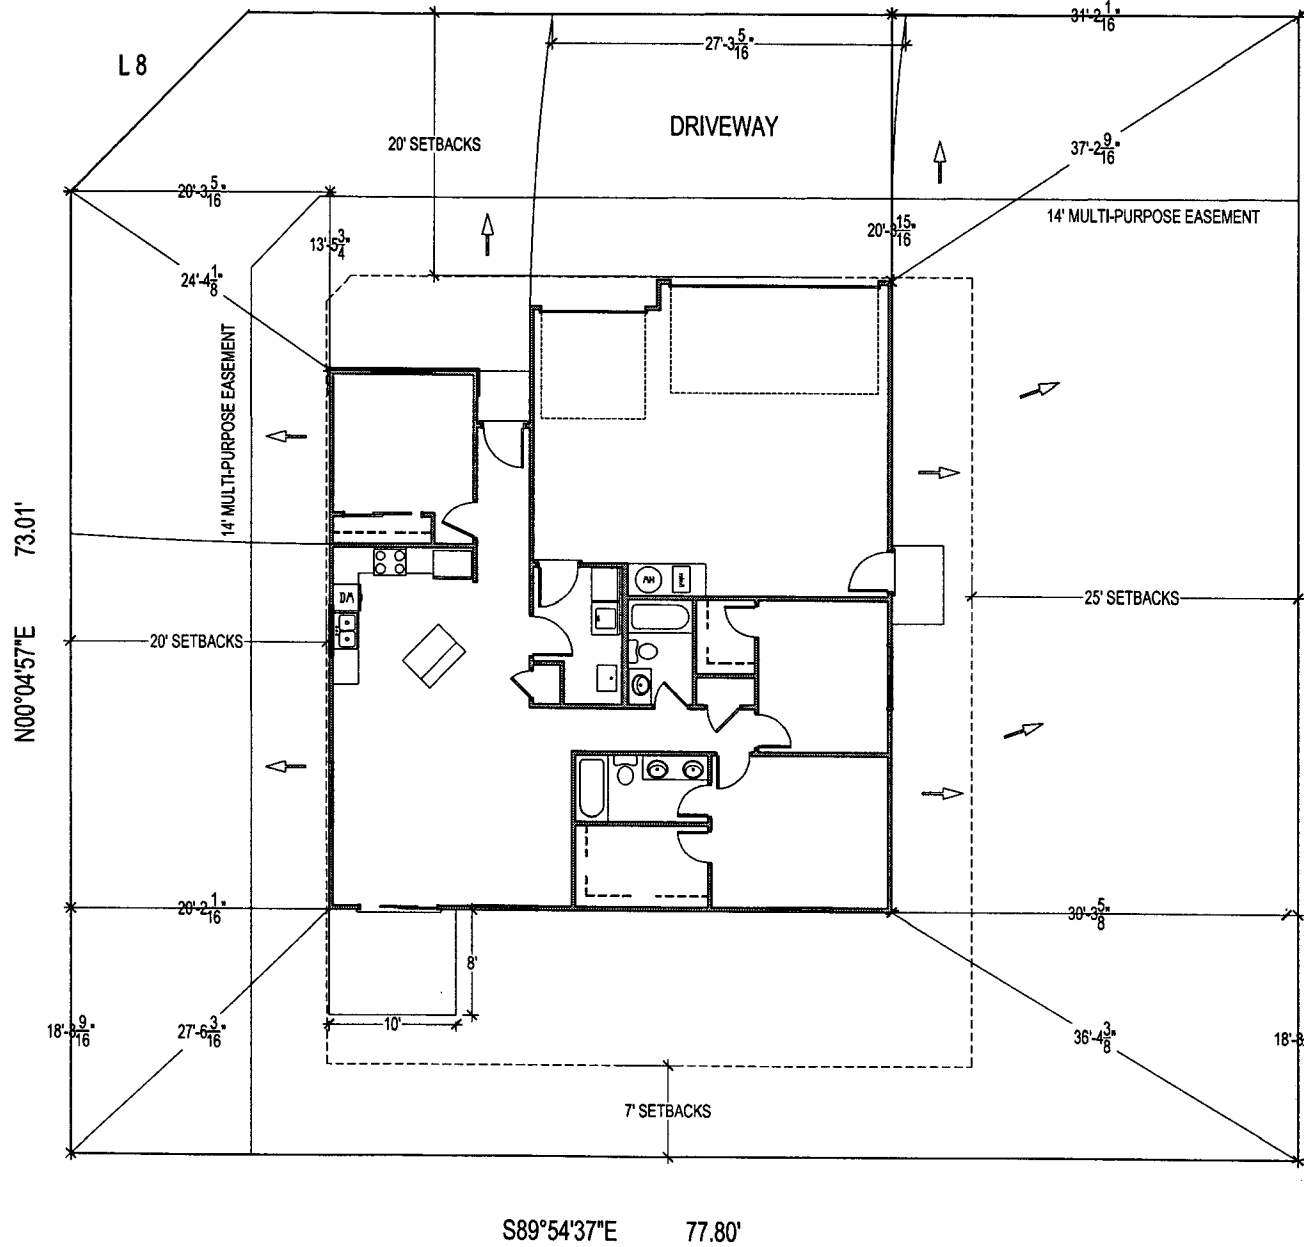 31'-2 1/16"
27'-3 5/16"
L 8
DRIVEWAY
20' SETBACKS
37'-2 9/16"
20'-3 5/16"
14' MULTI-PURPOSE EASEMENT
13'-5 3/4"
20'-3 15/16"
24'-4 1/8"
14' MULTI-PURPOSE EASEMENT
N00°04'57"E 73.01'
HW
DW
25' SETBACKS
20' SETBACKS
20'-2 1/16"
30'-3 5/8"
8'
10'
18'-8 9/16"
27'-6 3/16"
36'-4 3/8"
18'-8
7' SETBACKS
S89°54'37"E 77.80'